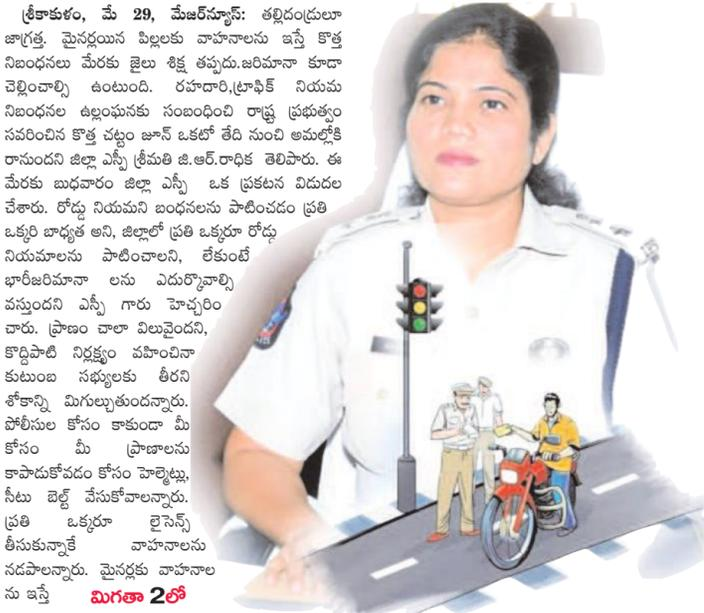 శ్రీకాకుళం, మే 29, మేజర్‌న్యూస్: తల్లిదండ్రులూ
జాగ్రత్త. మైనర్లయిన పిల్లలకు వాహనాలను ఇస్తే కొత్త
నిబంధనలు మేరకు జైలు శిక్ష తప్పదు.జరిమానా కూడా
చెల్లించాల్సి ఉంటుంది. రహదారి,ట్రాఫిక్ నియమ
నిబంధనల ఉల్లంఘనకు సంబంధించి రాష్ట్ర ప్రభుత్వం
సవరించిన కొత్త చట్టం జూన్ ఒకటో తేది నుంచి అమల్లోకి
రానుందని జిల్లా ఎస్పీ శ్రీమతి జి.ఆర్.రాధిక తెలిపారు. ఈ
మేరకు బుధవారం జిల్లా ఎస్పీ ఒక ప్రకటన విడుదల
చేశారు. రోడ్డు నియమని బంధనలను పాటించడం ప్రతి
ఒక్కరి బాధ్యత అని, జిల్లాలో ప్రతి ఒక్కరూ రోడ్డు
నియమాలను పాటించాలని, లేకుంటే
భారీజరిమానా లను ఎదుర్కొవాల్సి
వస్తుందని ఎస్పీ గారు హెచ్చరిం
చారు. ప్రాణం చాలా విలువైందని,
కొద్దిపాటి నిర్లక్ష్యం వహించినా
కుటుంబ సభ్యులకు తీరని
శోకాన్ని మిగుల్చుతుందన్నారు.
పోలీసుల కోసం కాకుండా మీ
కోసం మీ ప్రాణాలను
కాపాడుకోవడం కోసం హెల్మెట్లు,
సీటు బెల్ట్ వేసుకోవాలన్నారు.
ప్రతి ఒక్కరూ లైసెన్స్
తీసుకున్నాకే వాహనాలను
నడపాలన్నారు. మైనర్లకు వాహనాల
ను ఇస్తే మిగతా 2లో